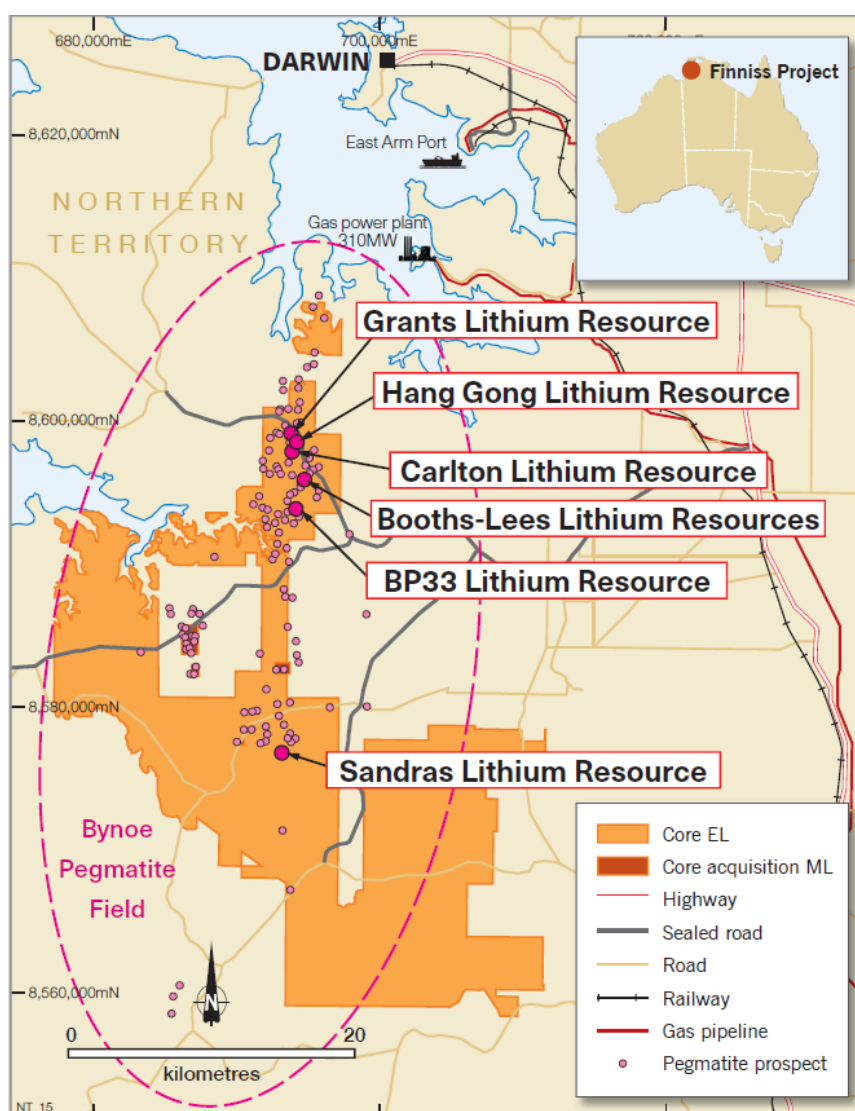 680,000mE
700,000mE
DARWIN
Finniss Project
8,620,000mN
East Arm Port
NORTHERN
TERRITORY
Gas power plant
310MW
Grants Lithium Resource
Hang Gong Lithium Resource
8,600,000mN
Carlton Lithium Resource
Booths-Lees Lithium Resources
BP33 Lithium Resource
8,580,000mN
Sandras Lithium Resource
Bynoe
Pegmatite
Field
Core EL
Core acquisition ML
Highway
Sealed road
Road
Railway
Gas pipeline
Pegmatite prospect
8,560,000mN
N
0 20
kilometres